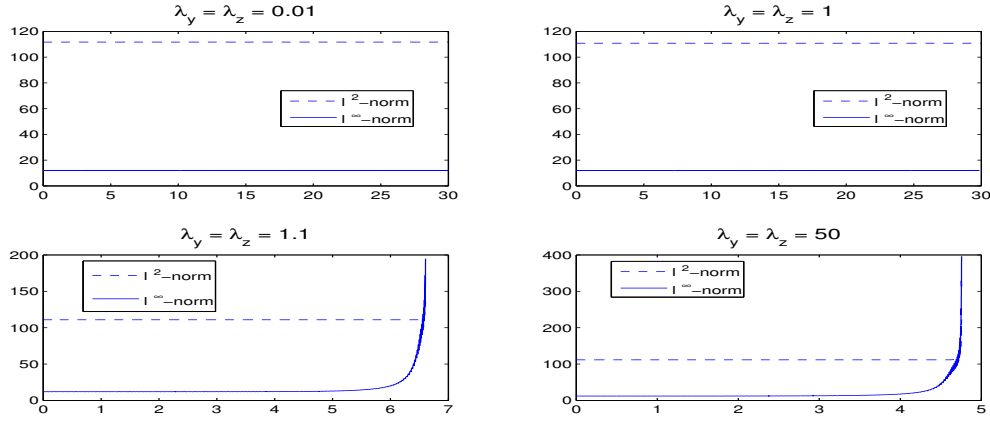 λy = λz = 0.01
120
100
80
60
40
20
0
l ²−norm
l ∞−norm
0 5 10 15 20 25 30
λy = λz = 1
120
100
80
60
40
20
0
l ²−norm
l ∞−norm
0 5 10 15 20 25 30
λy = λz = 1.1
200
150
100
50
0
l ²−norm
l ∞−norm
0 1 2 3 4 5 6 7
λy = λz = 50
400
300
200
100
0
l ²−norm
l ∞−norm
0 1 2 3 4 5